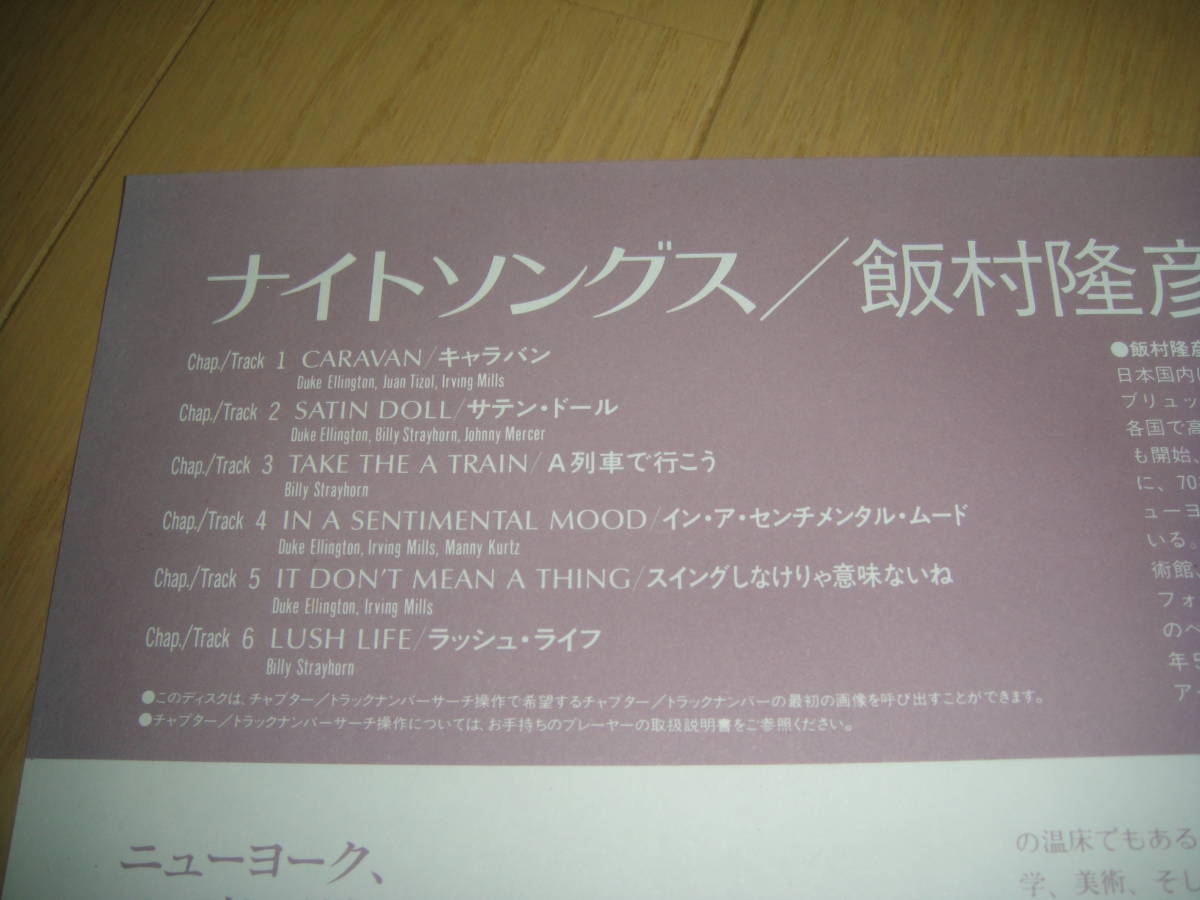 ナイトソングス／飯村隆彦
Chap./Track 1 CARAVAN/キャラバン
Duke Ellington, Juan Tizol, Irving Mills
Chap./Track 2 SATIN DOLL/サテン・ドール
Duke Ellington, Billy Strayhorn, Johnny Mercer
Chap./Track 3 TAKE THE A TRAIN/A列車で行こう
Billy Strayhorn
Chap./Track 4 IN A SENTIMENTAL MOOD/イン・ア・センチメンタル・ムード
Duke Ellington, Irving Mills, Manny Kurtz
Chap./Track 5 IT DON'T MEAN A THING/スイングしなけりゃ意味ないね
Duke Ellington, Irving Mills
Chap./Track 6 LUSH LIFE/ラッシュ・ライフ
Billy Strayhorn
●このディスクは、チャプター／トラックナンバーサーチ操作で希望するチャプター／トラックナンバーの最初の画像を呼び出すことができます。
●チャプター／トラックナンバーサーチ操作については、お手持ちのプレーヤーの取扱説明書をご参照ください。
●飯村隆彦
日本国内に
ブリュッ
各国で高
も開始、
に、70
ューヨ
いる。
術館、
フォ
のベ
年
ア
ニューヨーク、
の温床でもある
学、美術、そし